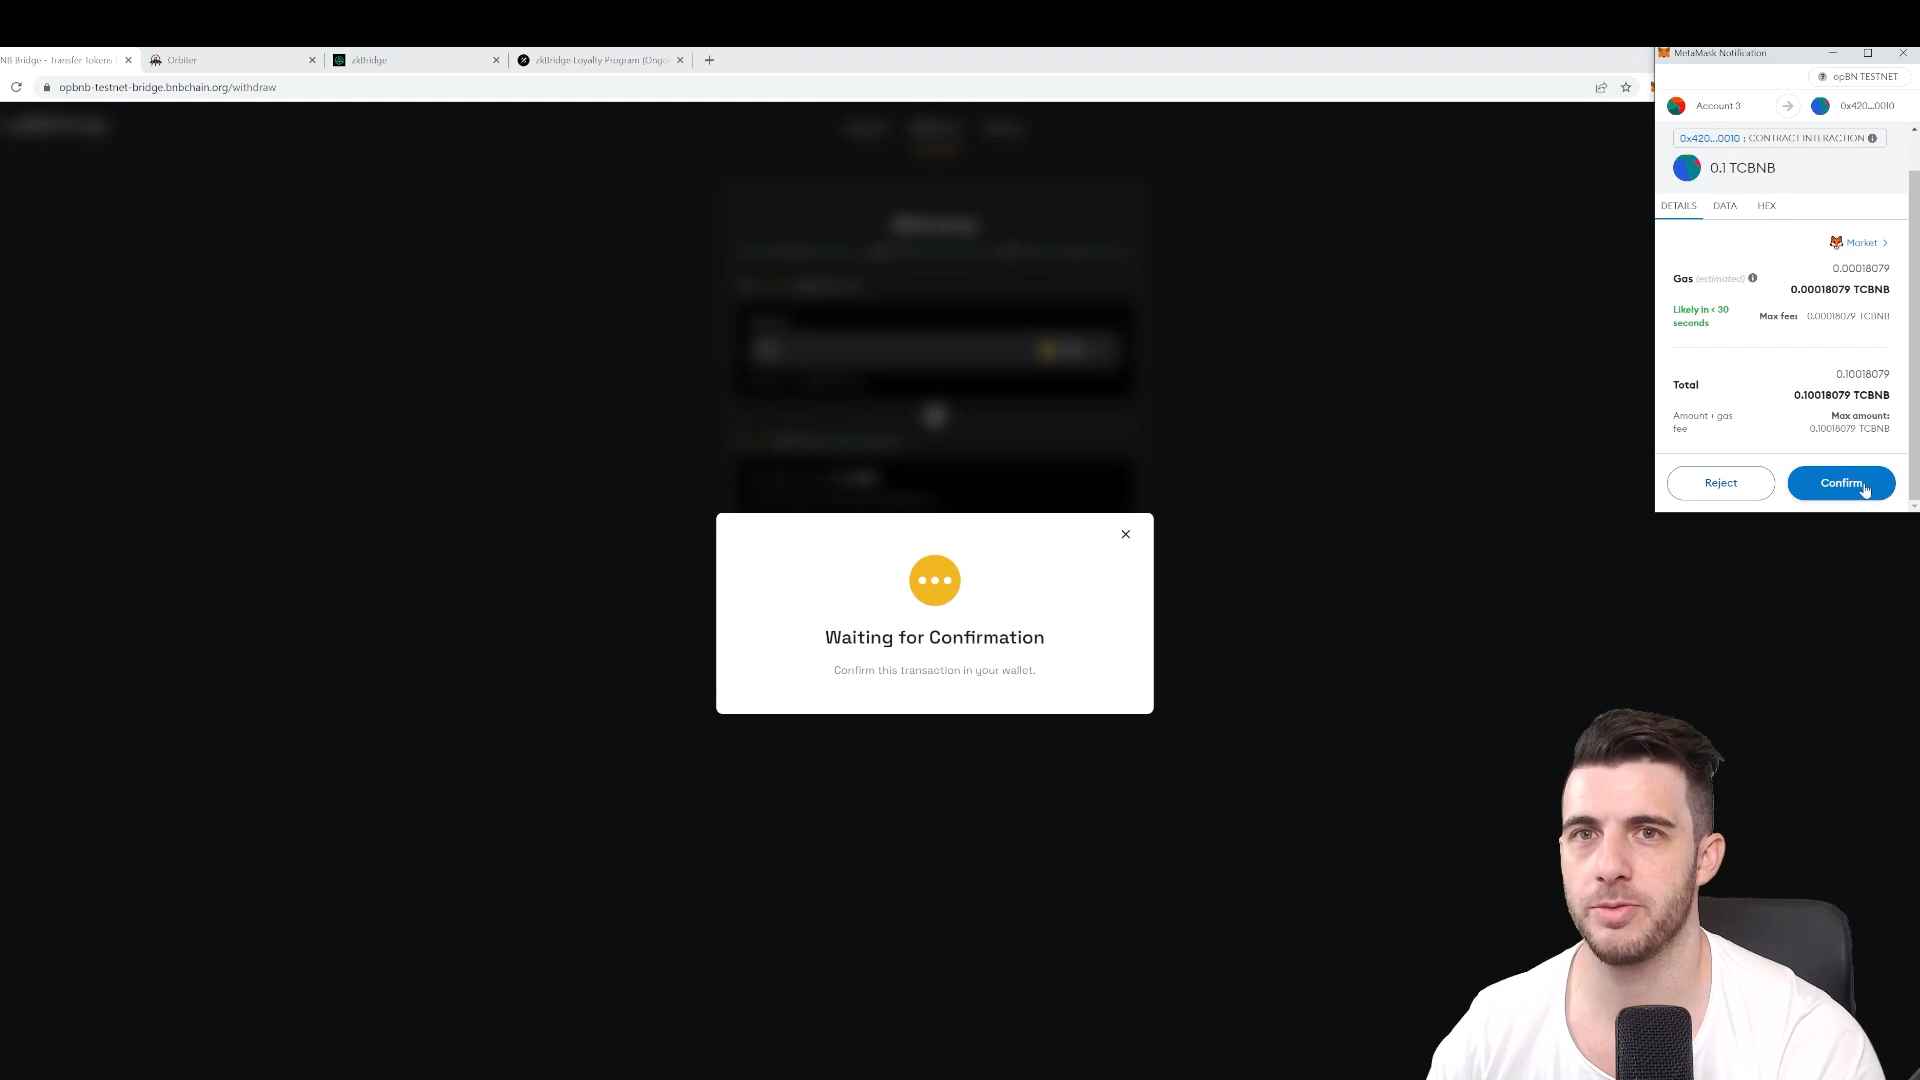 NB Bridge - Transfer Tokens
Orbiter
zkBridge
zkBridge Loyalty Program (Ongo
opbnb-testnet-bridge.bnbchain.org/withdraw
MetaMask Notification
opBN TESTNET
Account 3
0x420...0010
0x420...0010 : CONTRACT INTERACTION
0.1 TCBNB
DETAILS DATA HEX
Market >
0.00018079
Gas (estimated)
0.00018079 TCBNB
Likely in < 30
seconds
Max fee: 0.00018079 TCBNB
0.10018079
Total
0.10018079 TCBNB
Amount + gas
fee
Max amount:
0.10018079 TCBNB
Reject
Confirm
Waiting for Confirmation
Confirm this transaction in your wallet.